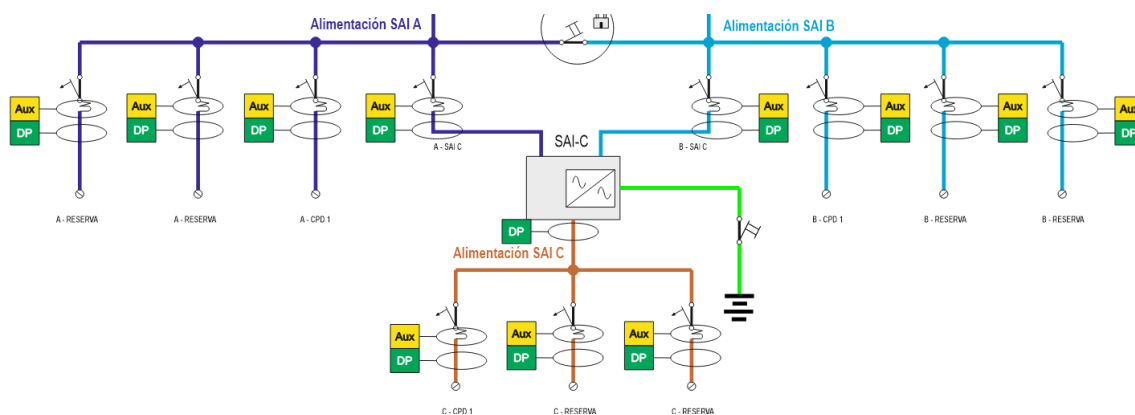 Alimentación SAI A
Alimentación SAI B
Aux
DP
Aux
DP
Aux
DP
Aux
DP
Aux
DP
Aux
DP
Aux
DP
Aux
DP
A - SAI C
SAI-C
B - SAI C
A - RESERVA
A - RESERVA
A - CPD 1
B - CPD 1
B - RESERVA
B - RESERVA
DP
Alimentación SAI C
Aux
DP
Aux
DP
Aux
DP
C - CPD 1
C - RESERVA
C - RESERVA